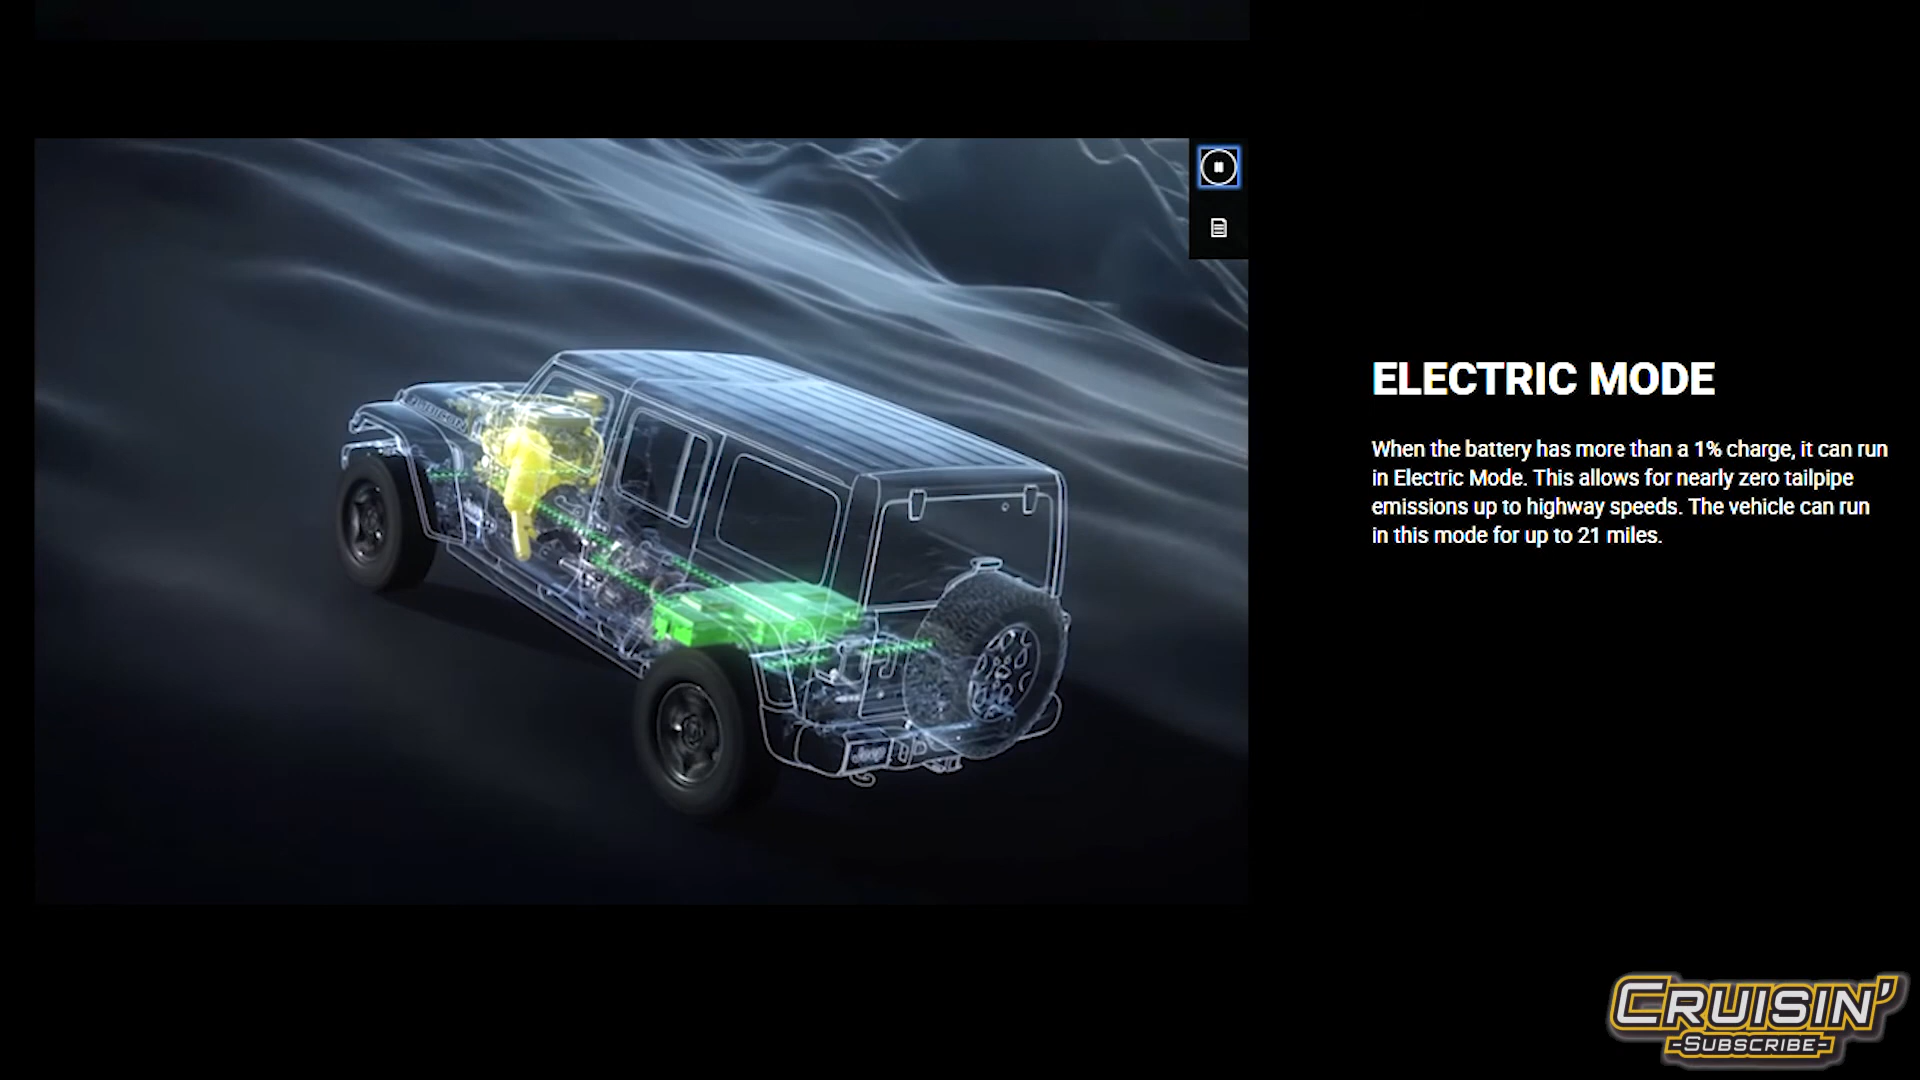 ELECTRIC MODE
When the battery has more than a 1% charge, it can run
in Electric Mode. This allows for nearly zero tailpipe
emissions up to highway speeds. The vehicle can run
in this mode for up to 21 miles.
RUBICON
Jeep
CRUISIN'
-SUBSCRIBE-